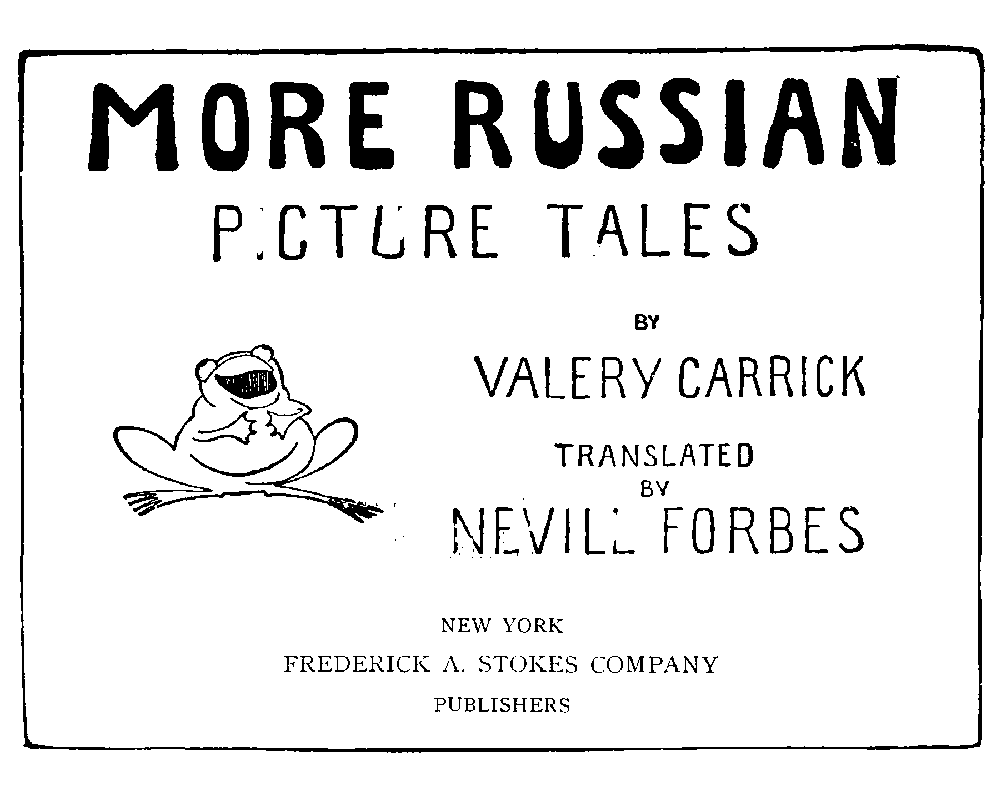 MORE RUSSIAN
PICTURE TALES
BY
VALERY CARRICK
TRANSLATED
BY
NEVILL FORBES
NEW YORK
FREDERICK A. STOKES COMPANY
PUBLISHERS